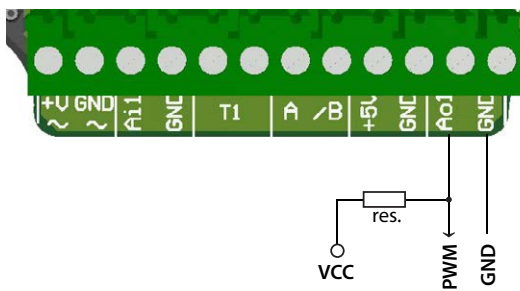 +V GND Ai1 GND T1 A /B +5V GND Ao1 GND
~ ~
res.
VCC
PWM
GND